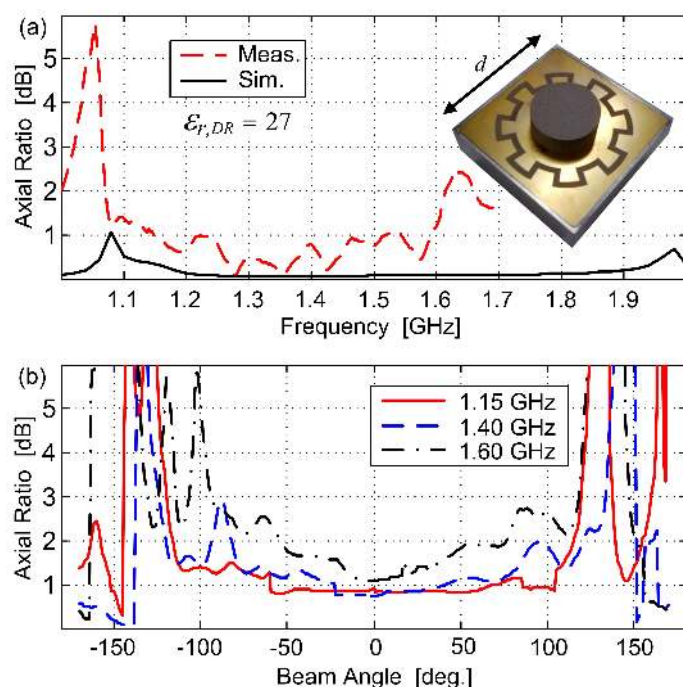 (a)
5
4
3
2
1
Axial Ratio [dB]
Meas.
Sim.
εr,DR = 27
d
1.1 1.2 1.3 1.4 1.5 1.6 1.7 1.8 1.9
Frequency [GHz]
(b)
5
4
3
2
1
Axial Ratio [dB]
1.15 GHz
1.40 GHz
1.60 GHz
-150 -100 -50 0 50 100 150
Beam Angle [deg.]